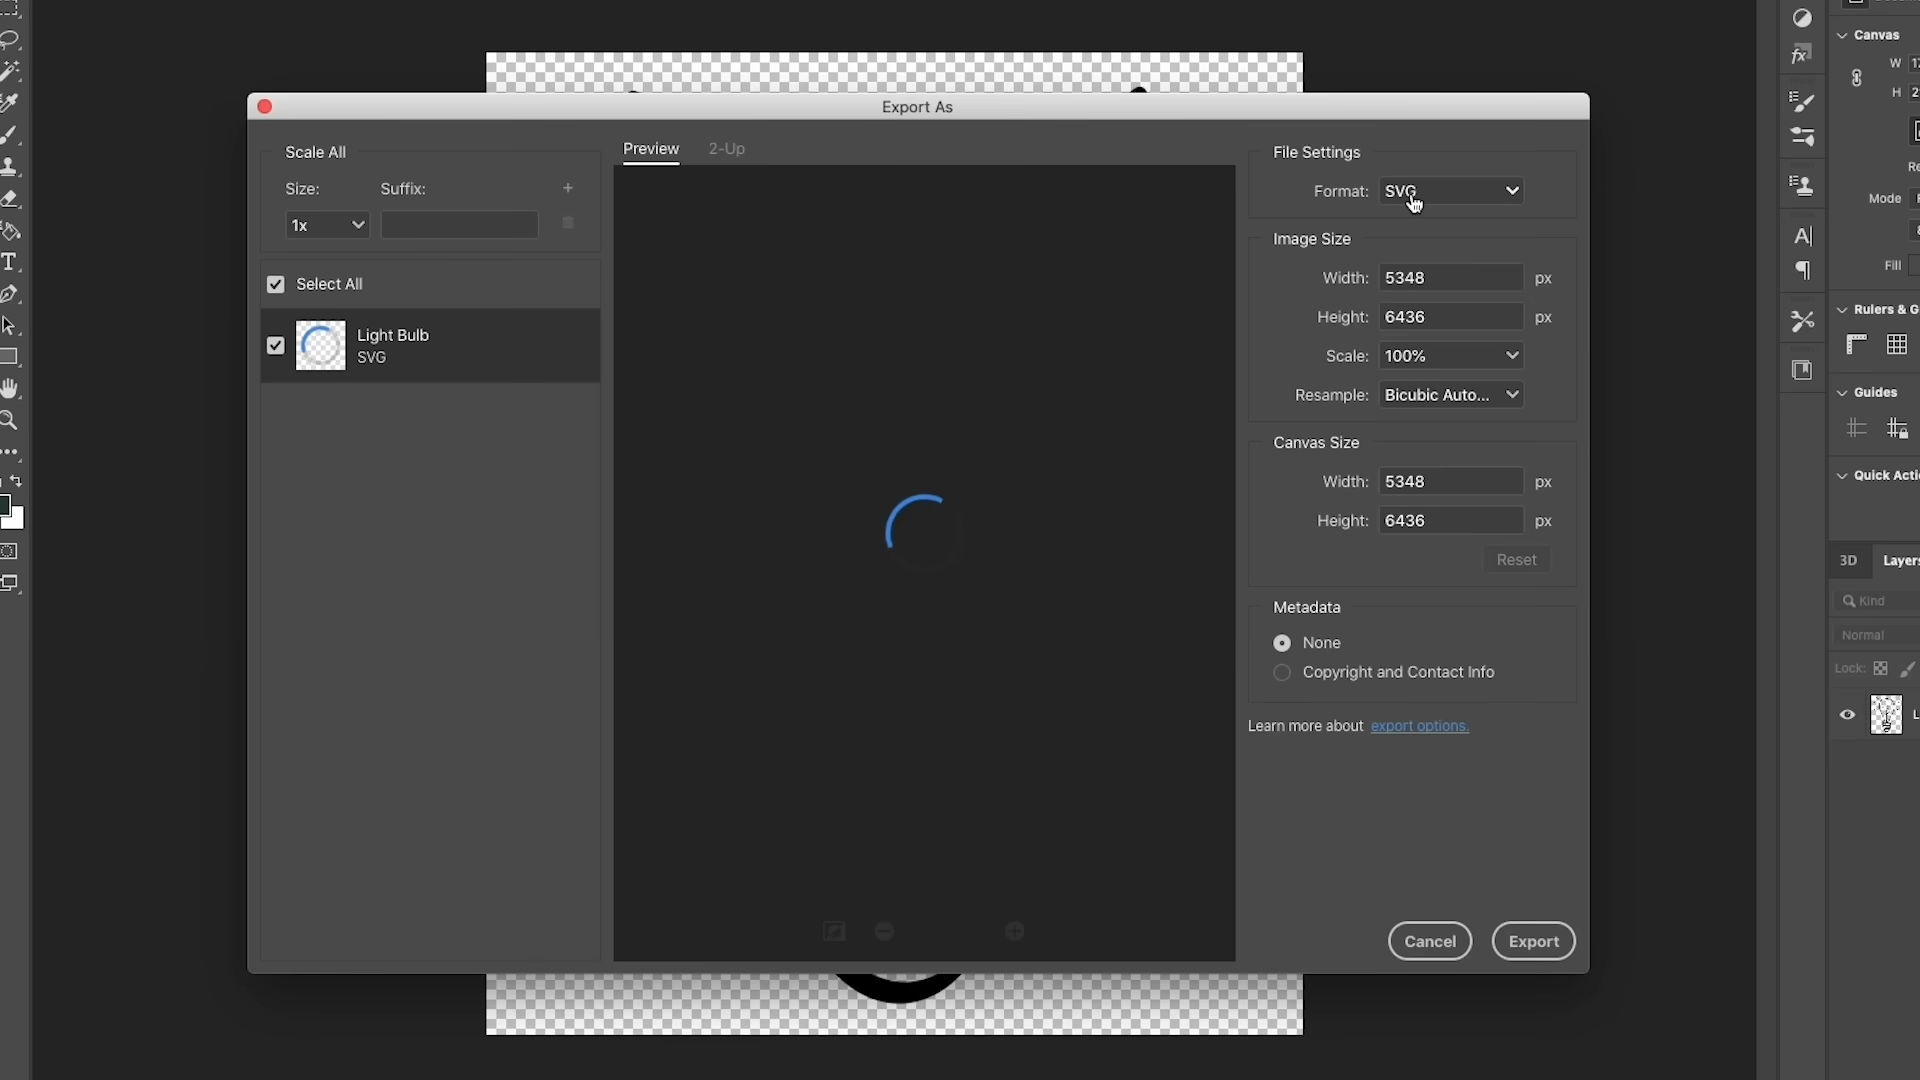 Export As
Scale All
Size:
Suffix:
1x
Select All
Light Bulb
SVG
Preview
2-Up
File Settings
Format: SVG
Image Size
Width: 5348 px
Height: 6436 px
Scale: 100%
Resample: Bicubic Auto...
Canvas Size
Width: 5348 px
Height: 6436 px
Reset
Metadata
None
Copyright and Contact Info
Learn more about export options.
Cancel
Export
Canvas
W
H
Mode
Fill
Rulers & G
Guides
Quick Acti
3D
Layers
Kind
Normal
Lock: